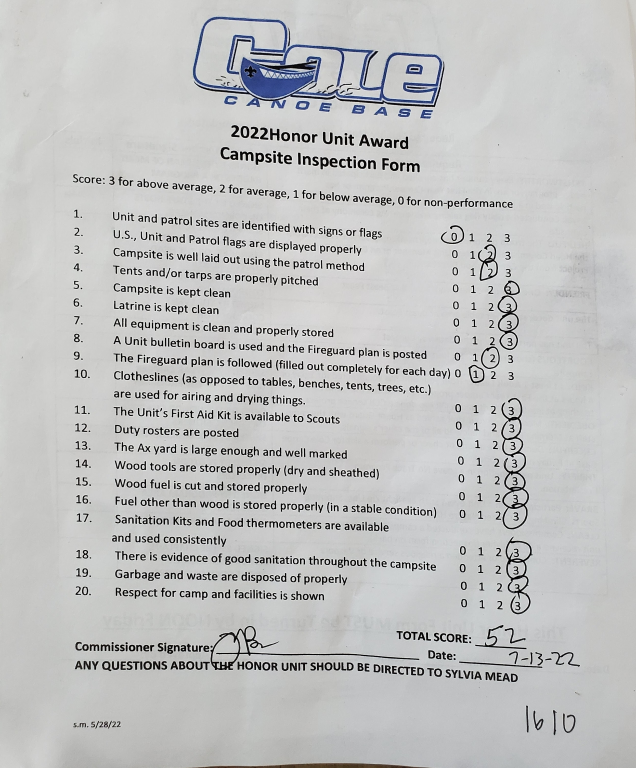 Cole
CANOE BASE
2022Honor Unit Award
Campsite Inspection Form
Score: 3 for above average, 2 for average, 1 for below average, 0 for non-performance
1. Unit and patrol sites are identified with signs or flags 0 1 2 3
2. U.S., Unit and Patrol flags are displayed properly 0 1 2 3
3. Campsite is well laid out using the patrol method 0 1 2 3
4. Tents and/or tarps are properly pitched 0 1 2 3
5. Campsite is kept clean 0 1 2 3
6. Latrine is kept clean 0 1 2 3
7. All equipment is clean and properly stored 0 1 2 3
8. A Unit bulletin board is used and the Fireguard plan is posted 0 1 2 3
9. The Fireguard plan is followed (filled out completely for each day) 0 1 2 3
10. Clotheslines (as opposed to tables, benches, tents, trees, etc.)
are used for airing and drying things. 0 1 2 3
11. The Unit's First Aid Kit is available to Scouts 0 1 2 3
12. Duty rosters are posted 0 1 2 3
13. The Ax yard is large enough and well marked 0 1 2 3
14. Wood tools are stored properly (dry and sheathed) 0 1 2 3
15. Wood fuel is cut and stored properly 0 1 2 3
16. Fuel other than wood is stored properly (in a stable condition) 0 1 2 3
17. Sanitation Kits and Food thermometers are available
and used consistently 0 1 2 3
18. There is evidence of good sanitation throughout the campsite 0 1 2 3
19. Garbage and waste are disposed of properly 0 1 2 3
20. Respect for camp and facilities is shown 0 1 2 3
TOTAL SCORE: 52
Commissioner Signature: Date: 7-13-22
ANY QUESTIONS ABOUT THE HONOR UNIT SHOULD BE DIRECTED TO SYLVIA MEAD
s.m. 5/28/22
1610